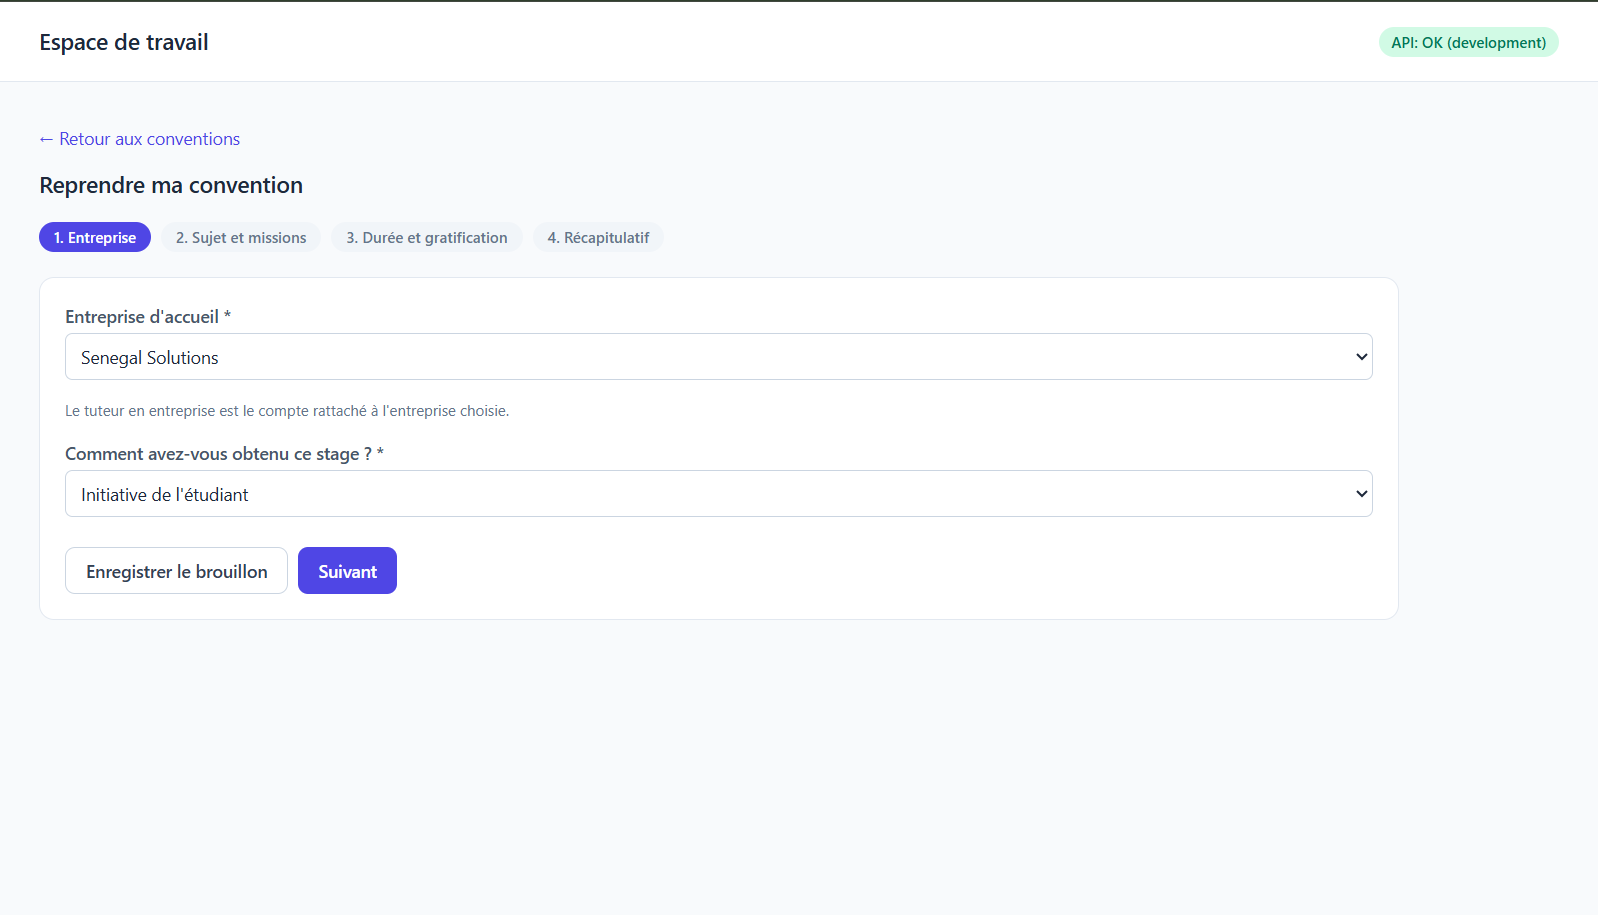 Espace de travail
API: OK (development)
← Retour aux conventions
Reprendre ma convention
1. Entreprise
2. Sujet et missions
3. Durée et gratification
4. Récapitulatif
Entreprise d'accueil *
Senegal Solutions
Le tuteur en entreprise est le compte rattaché à l'entreprise choisie.
Comment avez-vous obtenu ce stage ? *
Initiative de l'étudiant
Enregistrer le brouillon
Suivant